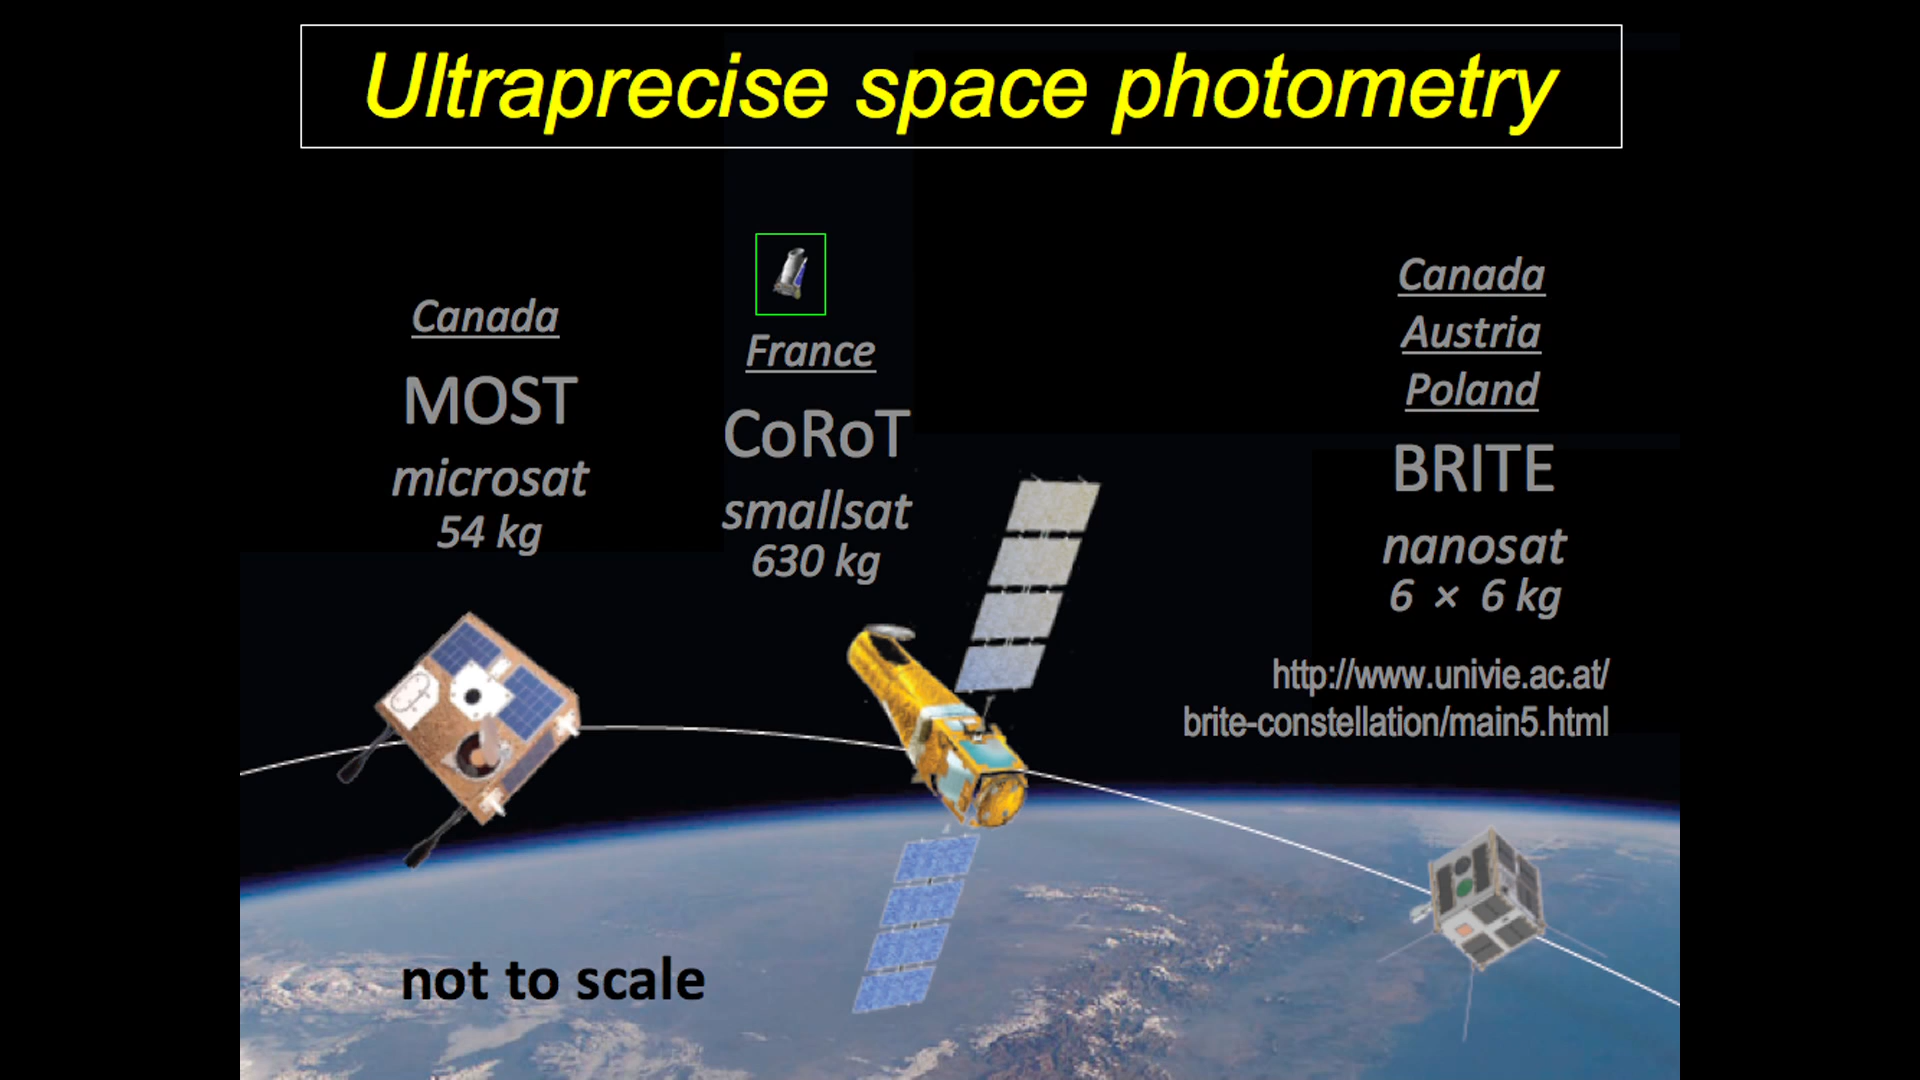 Ultraprecise space photometry
Canada
MOST
microsat
54 kg
France
CoRoT
smallsat
630 kg
Canada
Austria
Poland
BRITE
nanosat
6 × 6 kg
http://www.univie.ac.at/
brite-constellation/main5.html
not to scale